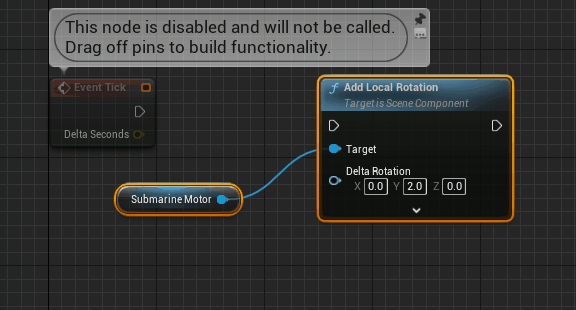 This node is disabled and will not be called.
Drag off pins to build functionality.
Event Tick
Delta Seconds
Submarine Motor
f Add Local Rotation
Target is Scene Component
Target
Delta Rotation
X 0.0 Y 2.0 Z 0.0